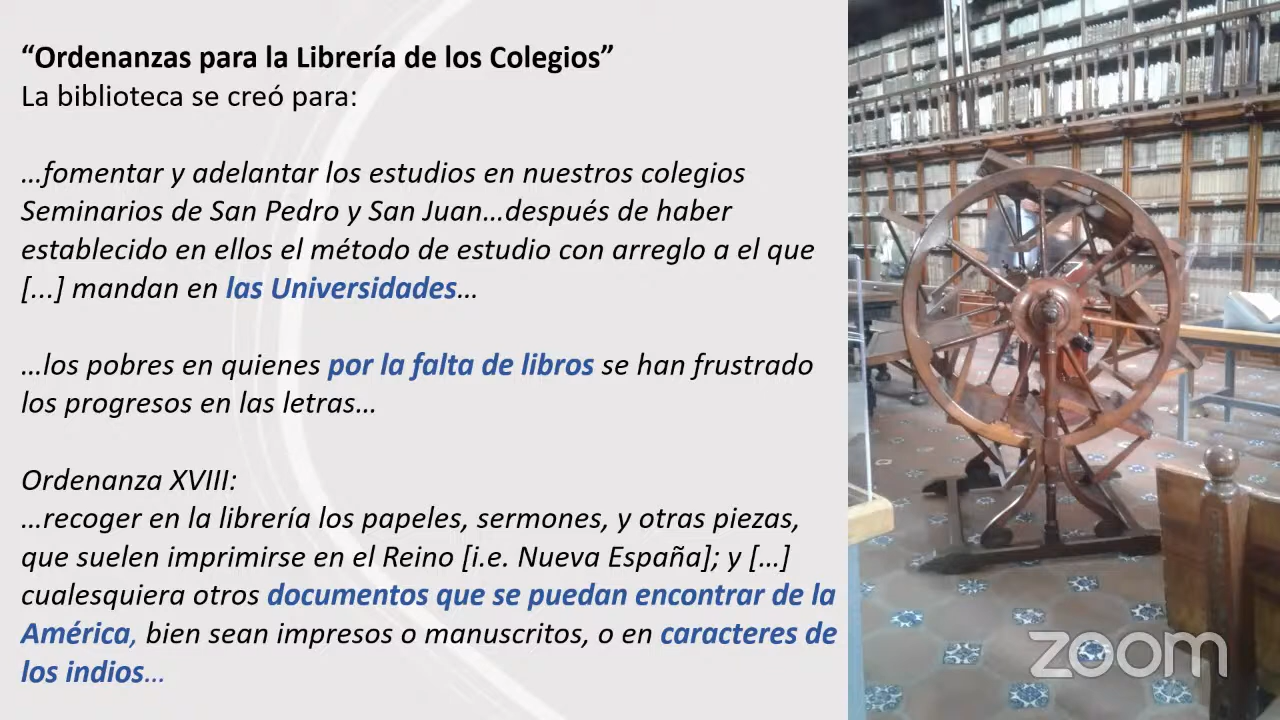 “Ordenanzas para la Librería de los Colegios”
La biblioteca se creó para:
…fomentar y adelantar los estudios en nuestros colegios
Seminarios de San Pedro y San Juan…después de haber
establecido en ellos el método de estudio con arreglo a el que
[...] mandan en las Universidades…
…los pobres en quienes por la falta de libros se han frustrado
los progresos en las letras…
Ordenanza XVIII:
…recoger en la librería los papeles, sermones, y otras piezas,
que suelen imprimirse en el Reino [i.e. Nueva España]; y […]
cualesquiera otros documentos que se puedan encontrar de la
América, bien sean impresos o manuscritos, o en caracteres de
los indios…
zoom